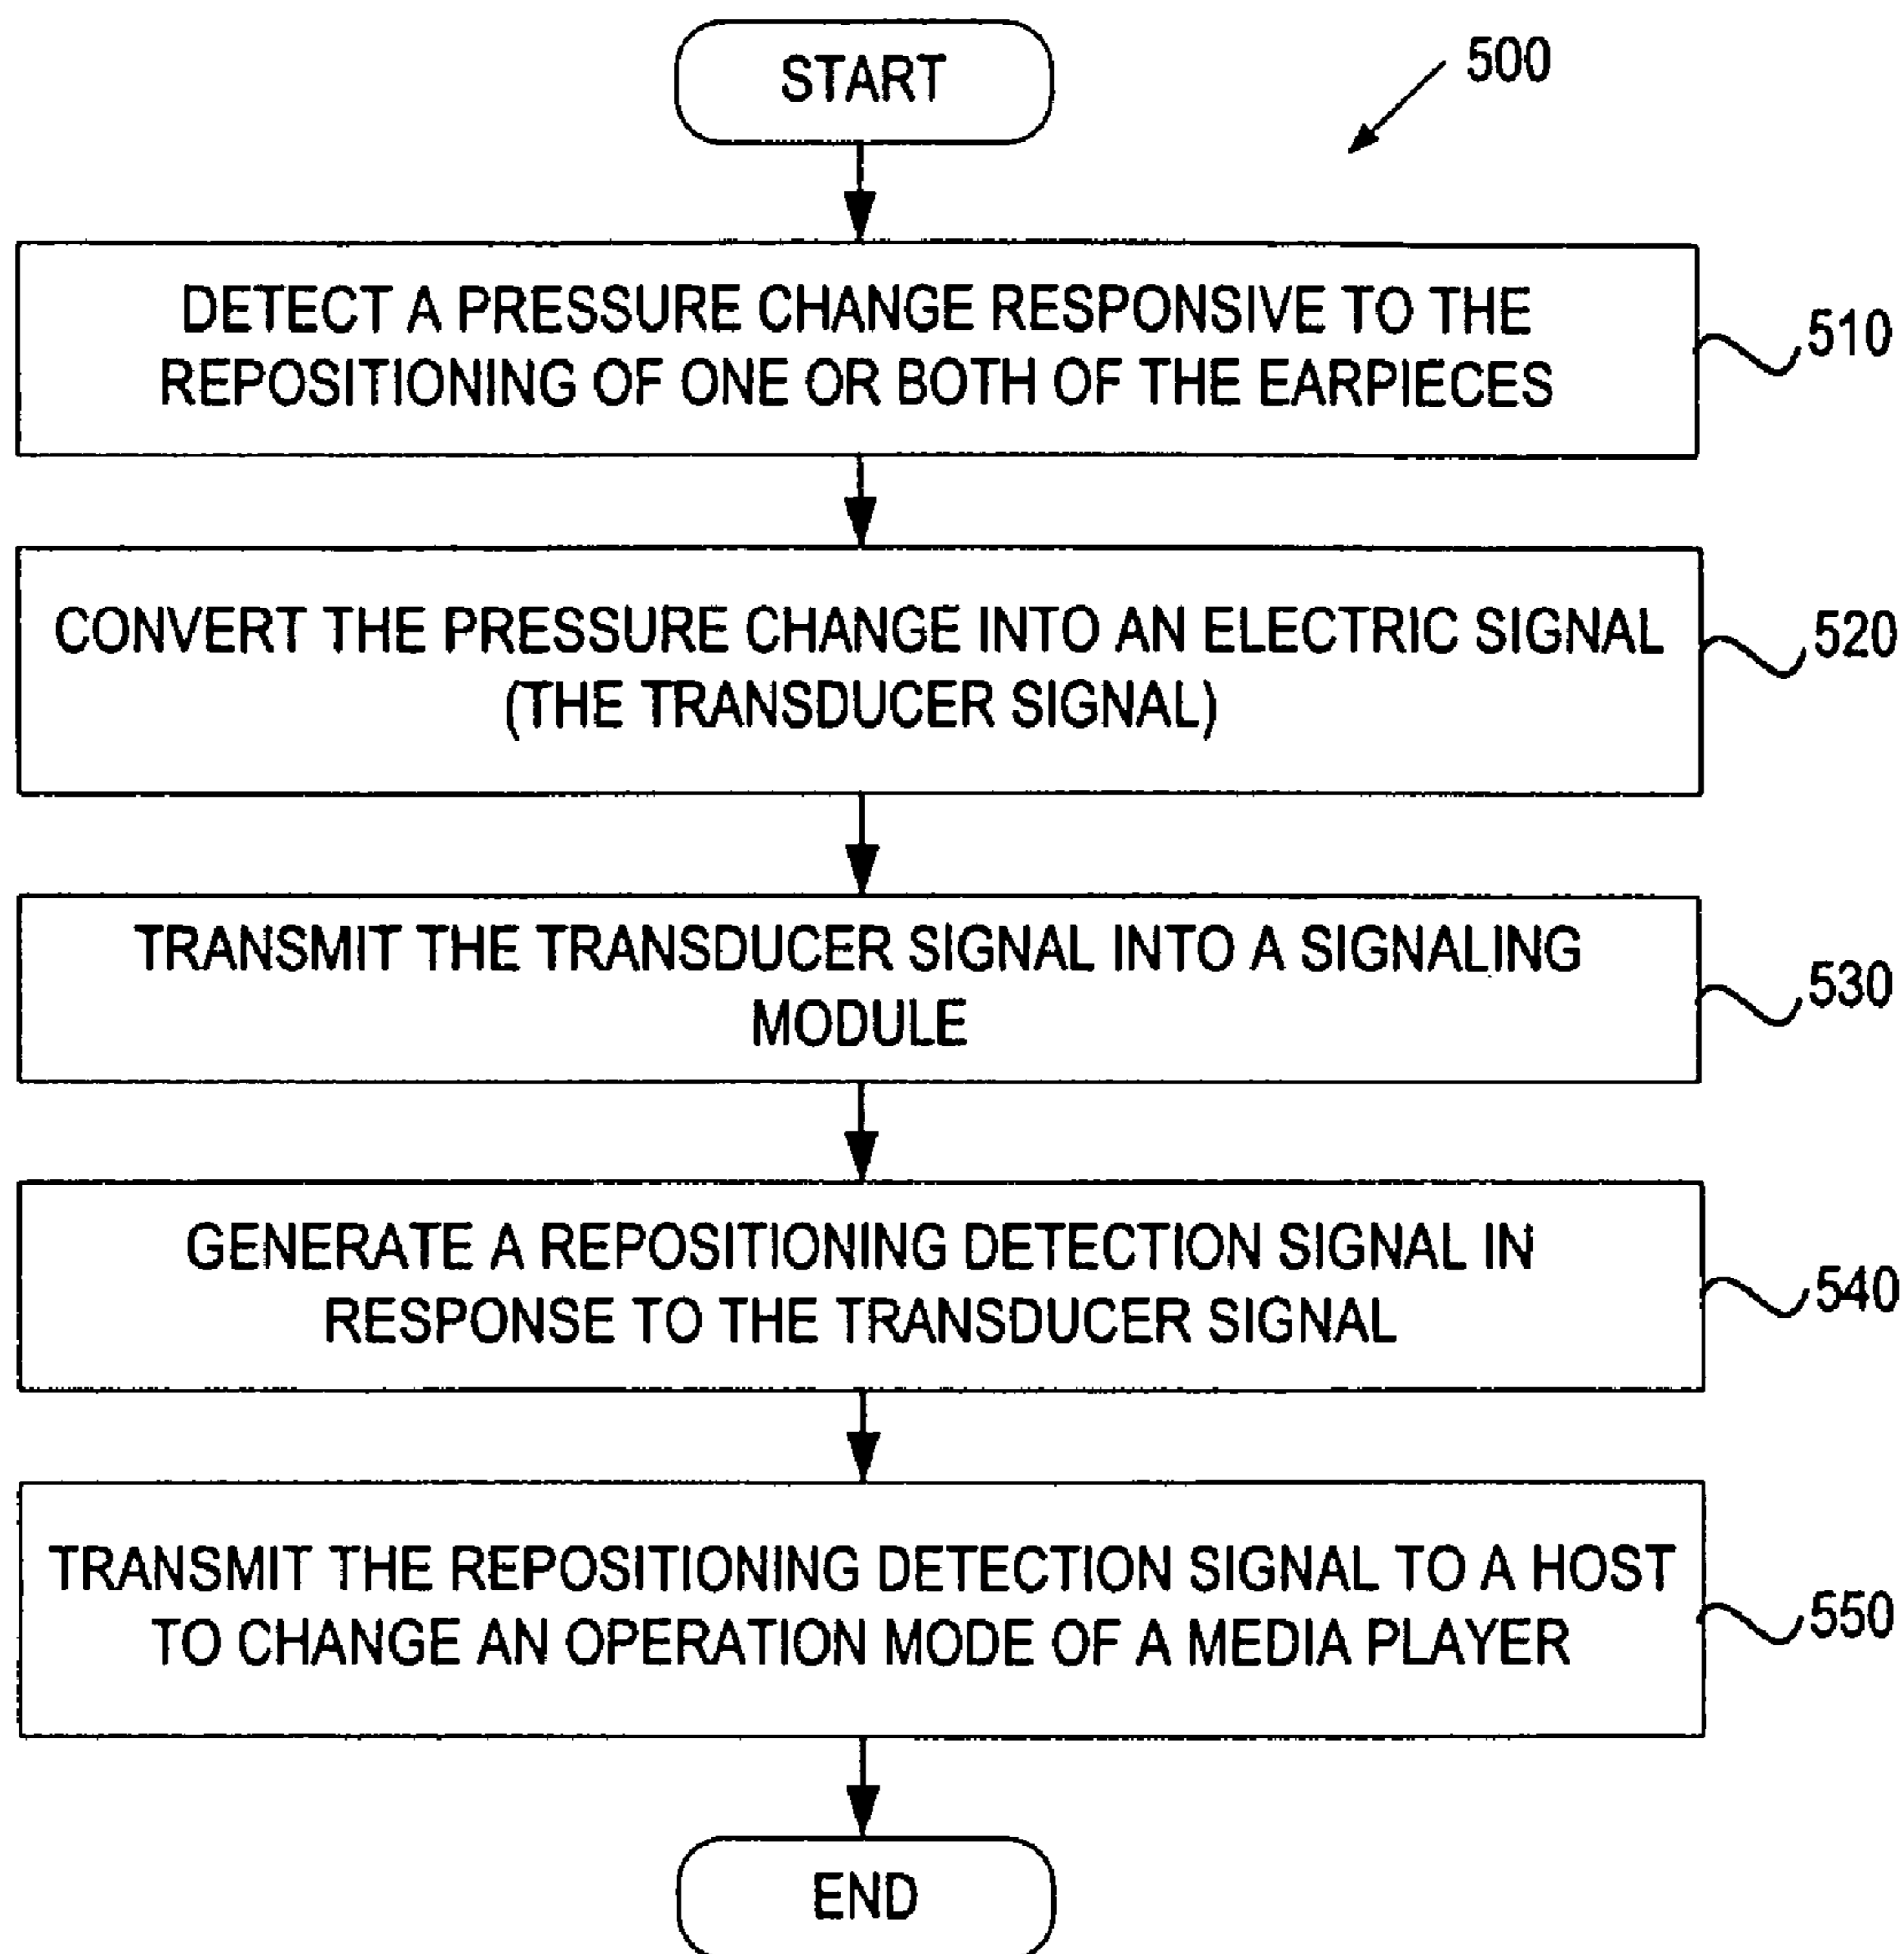 START
500
DETECT A PRESSURE CHANGE RESPONSIVE TO THE
REPOSITIONING OF ONE OR BOTH OF THE EARPIECES
510
CONVERT THE PRESSURE CHANGE INTO AN ELECTRIC SIGNAL
(THE TRANSDUCER SIGNAL)
520
TRANSMIT THE TRANSDUCER SIGNAL INTO A SIGNALING
MODULE
530
GENERATE A REPOSITIONING DETECTION SIGNAL IN
RESPONSE TO THE TRANSDUCER SIGNAL
540
TRANSMIT THE REPOSITIONING DETECTION SIGNAL TO A HOST
TO CHANGE AN OPERATION MODE OF A MEDIA PLAYER
550
END